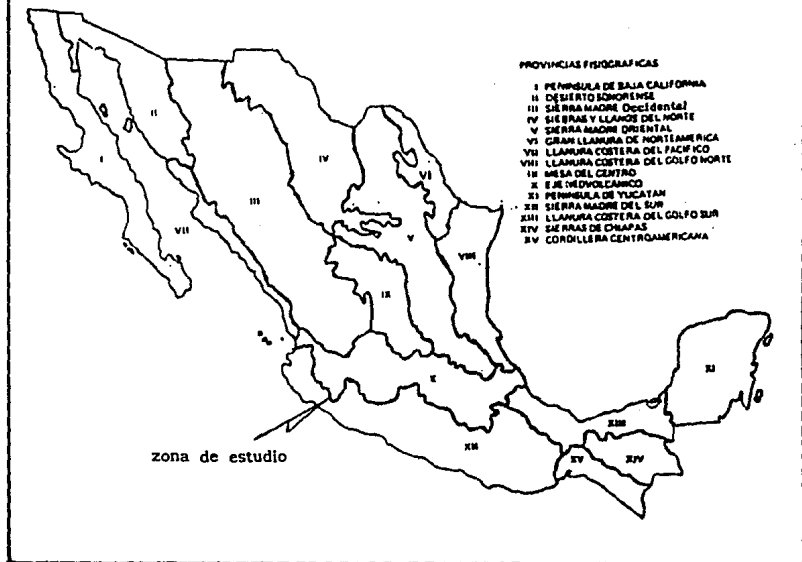 PROVINCIAS FISIOGRAFICAS
I PENINSULA DE BAJA CALIFORNIA
II DESIERTO SONORENSE
III SIERRA MADRE Occidental
IV SIERRAS Y LLANOS DEL NORTE
V SIERRA MADRE ORIENTAL
VI GRAN LLANURA DE NORTEAMERICA
VII LLANURA COSTERA DEL PACIFICO
VIII LLANURA COSTERA DEL GOLFO NORTE
IX MESA DEL CENTRO
X EJE NEOVOLCANICO
XI PENINSULA DE YUCATAN
XII SIERRA MADRE DEL SUR
XIII LLANURA COSTERA DEL GOLFO SUR
XIV SIERRAS DE CHIAPAS
XV CORDILLERA CENTROAMERICANA
II
I
IV
VI
III
V
VII
VIII
IX
XI
X
XIII
XII
XV
XIV
zona de estudio